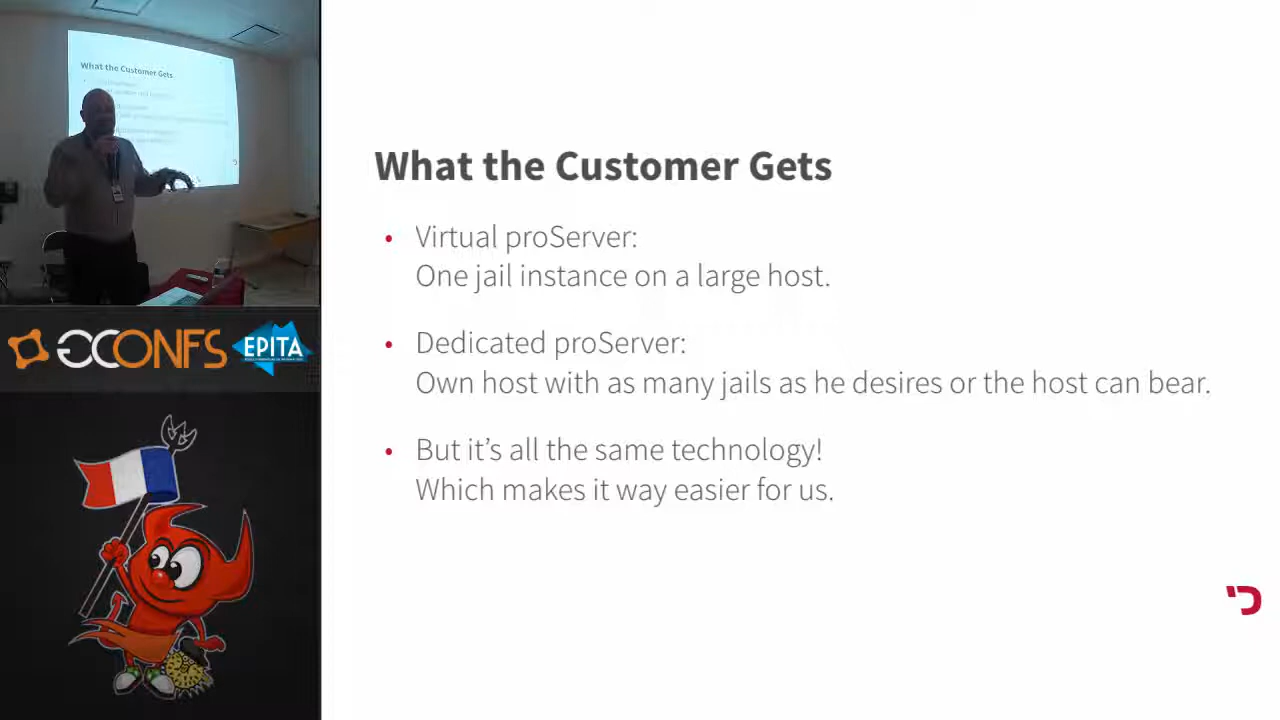 What the Customer Gets
GCONFS
EPITA
What the Customer Gets
• Virtual proServer:
One jail instance on a large host.
• Dedicated proServer:
Own host with as many jails as he desires or the host can bear.
• But it's all the same technology!
Which makes it way easier for us.